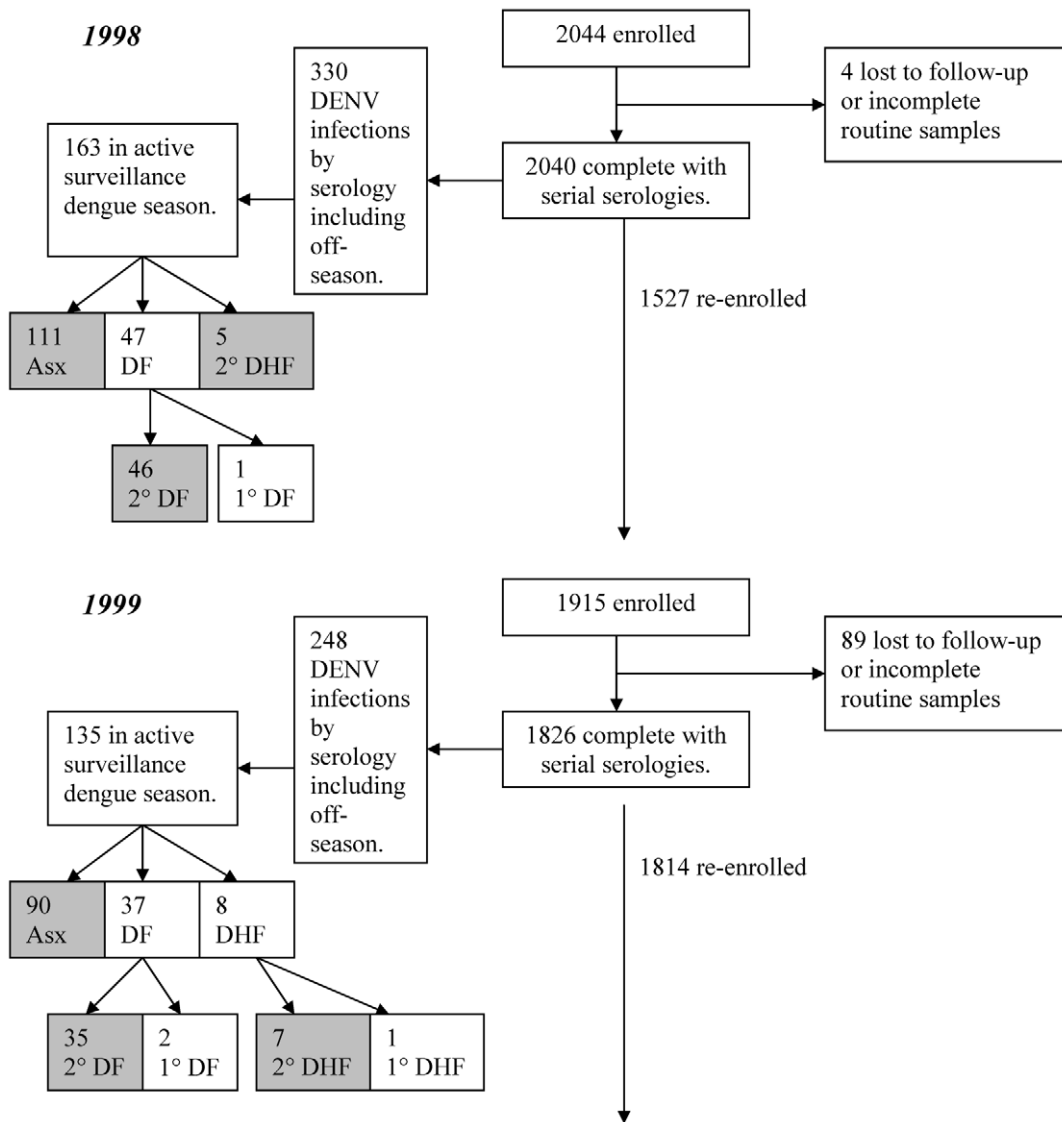 1998
2044 enrolled
4 lost to follow-up
or incomplete
routine samples
2040 complete with
serial serologies.
330
DENV
infections
by
serology
including
off-
season.
163 in active
surveillance
dengue season.
1527 re-enrolled
111
Asx
47
DF
5
2° DHF
46
2° DF
1
1° DF
1999
1915 enrolled
89 lost to follow-up
or incomplete
routine samples
1826 complete with
serial serologies.
248
DENV
infections
by
serology
including
off-
season.
135 in active
surveillance
dengue season.
1814 re-enrolled
90
Asx
37
DF
8
DHF
35
2° DF
2
1° DF
7
2° DHF
1
1° DHF